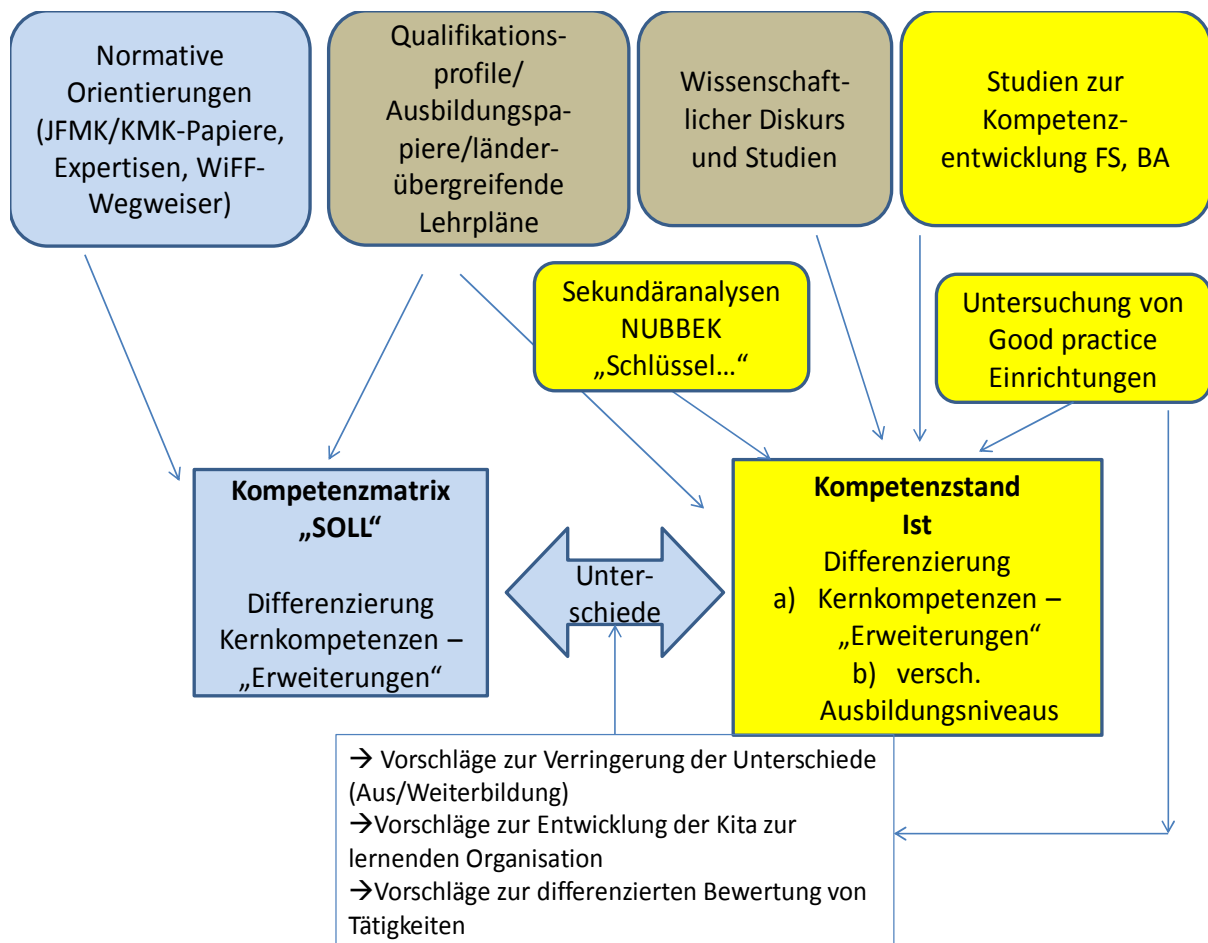 Normative
Orientierungen
(JFMK/KMK-Papiere,
Expertisen, WiFF-
Wegweiser)
Qualifikations-
profile/
Ausbildungspa-
piere/länder-
übergreifende
Lehrpläne
Wissenschaft-
licher Diskurs
und Studien
Studien zur
Kompetenz-
entwicklung FS, BA
Sekundäranalysen
NUBBEK
„Schlüssel…“
Untersuchung von
Good practice
Einrichtungen
Kompetenzmatrix
„SOLL“
Differenzierung
Kernkompetenzen –
„Erweiterungen“
Unter-
schiede
Kompetenzstand
Ist
Differenzierung
a) Kernkompetenzen –
„Erweiterungen“
b) versch.
Ausbildungsniveaus
→ Vorschläge zur Verringerung der Unterschiede
(Aus/Weiterbildung)
→Vorschläge zur Entwicklung der Kita zur
lernenden Organisation
→Vorschläge zur differenzierten Bewertung von
Tätigkeiten